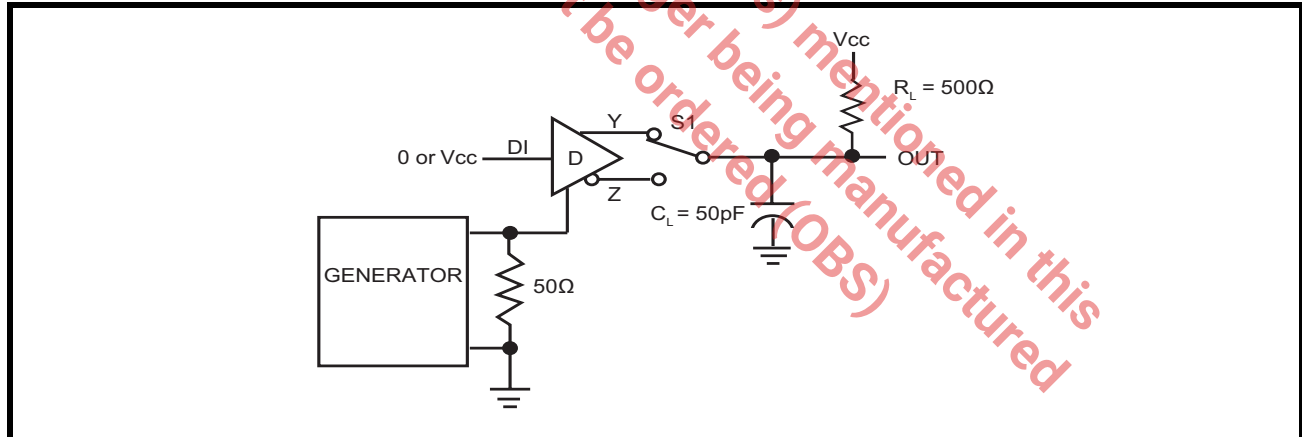 Vcc
R_L = 500Ω
Y
S1
0 or Vcc
DI
D
OUT
Z
C_L = 50pF
GENERATOR
50Ω
s) mentioned in this
ger being manufactured
t be ordered (OBS)